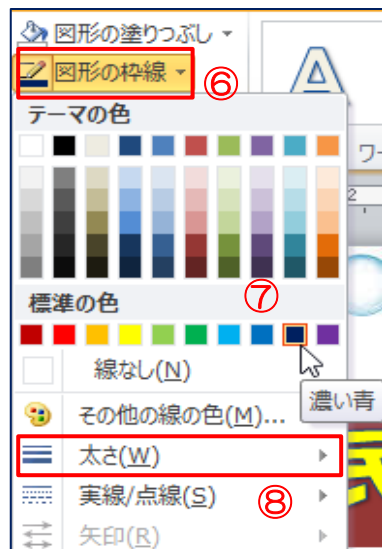 図形の塗りつぶし
図形の枠線 ⑥
A
テーマの色
ワー
2
標準の色 ⑦
線なし(N)
濃い青
その他の線の色(M)...
太さ(W)
実線/点線(S) ⑧
矢印(R)